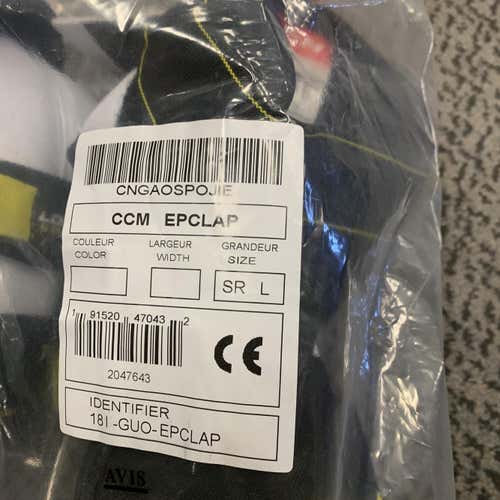 CNGAOSPOJIE
CCM EPCLAP
COULEUR
COLOR
LARGEUR
WIDTH
GRANDEUR
SIZE
SR L
1 91520 47043 2
2047643
CE
IDENTIFIER
18I-GUO-EPCLAP
AVIS